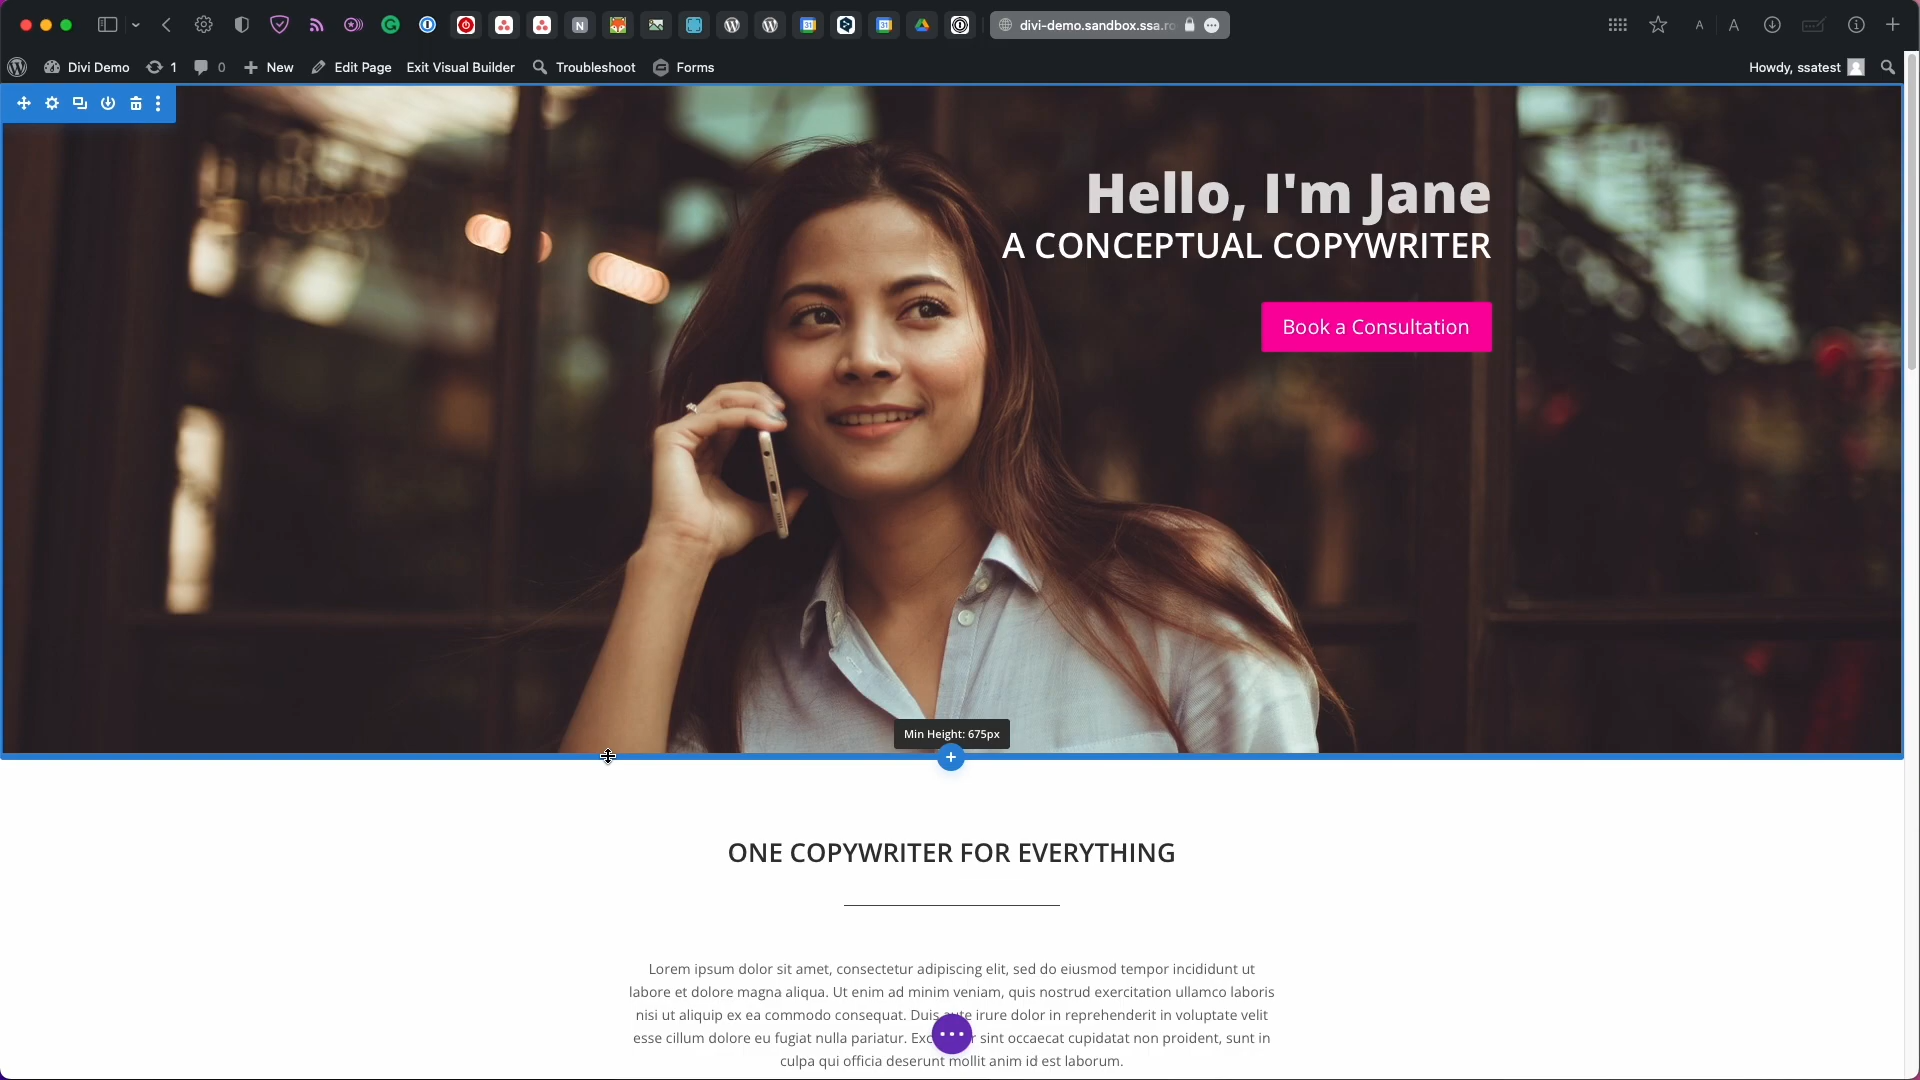 divi-demo.sandbox.ssa.ro
A A
Divi Demo 1 0 New Edit Page Exit Visual Builder Troubleshoot Forms Howdy, ssatest
Hello, I'm Jane
A CONCEPTUAL COPYWRITER
Book a Consultation
Min Height: 675px
ONE COPYWRITER FOR EVERYTHING
Lorem ipsum dolor sit amet, consectetur adipiscing elit, sed do eiusmod tempor incididunt ut
labore et dolore magna aliqua. Ut enim ad minim veniam, quis nostrud exercitation ullamco laboris
nisi ut aliquip ex ea commodo consequat. Duis aute irure dolor in reprehenderit in voluptate velit
esse cillum dolore eu fugiat nulla pariatur. sint occaecat cupidatat non proident, sunt in
culpa qui officia deserunt mollit anim id est laborum.